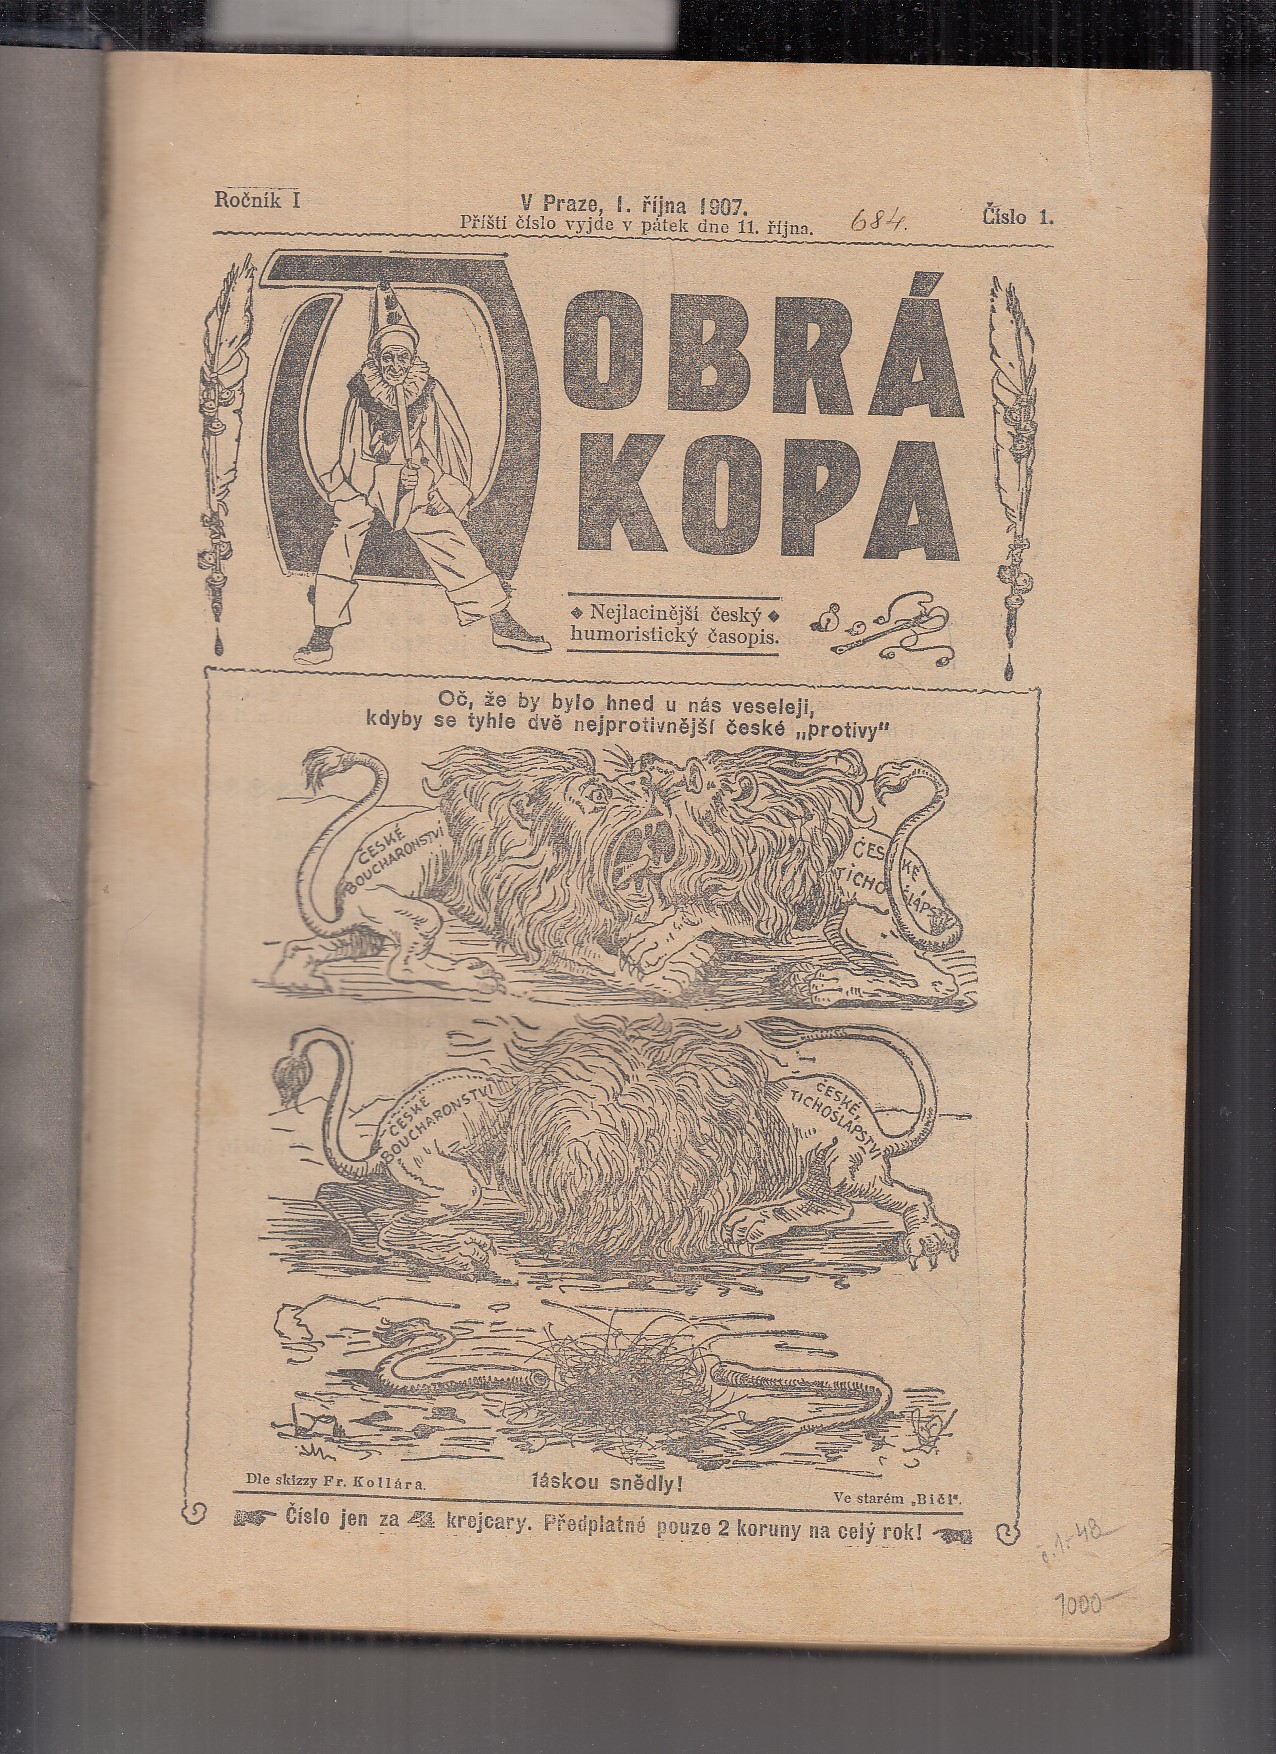 Ročník I
V Praze, 1. října 1907.
Příští číslo vyjde v pátek dne 11. října.
684.
Číslo 1.
DOBRÁ
KOPA
Nejlacinější český
humoristický časopis.
Oč, že by bylo hned u nás veseleji,
kdyby se tyhle dvě nejprotivnější české „protivy"
ČESKÉ
BOUCHARONSTVÍ
ČESKÉ
TICHOŠLÁPSTVÍ
ČESKÉ
BOUCHARONSTVÍ
ČESKÉ
TICHOŠLÁPSTVÍ
láskou snědly!
Dle skizzy Fr. Kollára.
Ve starém „Biči".
Číslo jen za 4 krejcary. Předplatné pouze 2 koruny na celý rok!
č. 1-48
1000-